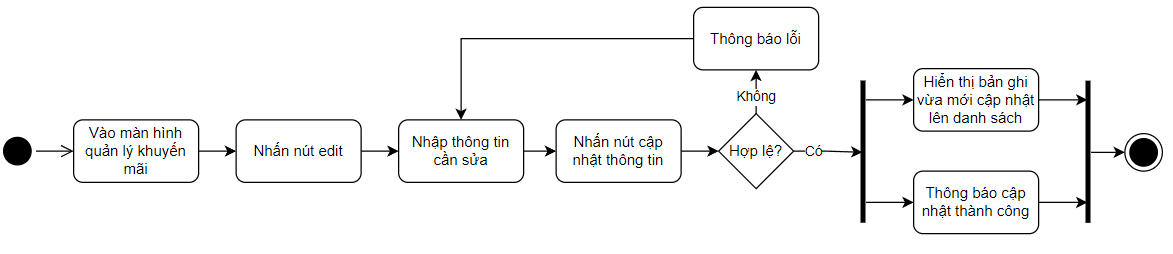 Thông báo lỗi
Không
Vào màn hình
quản lý khuyến
mãi
Nhấn nút edit
Nhập thông tin
cần sửa
Nhấn nút cập
nhật thông tin
Hợp lệ?
Có
Hiển thị bản ghi
vừa mới cập nhật
lên danh sách
Thông báo cập
nhật thành công